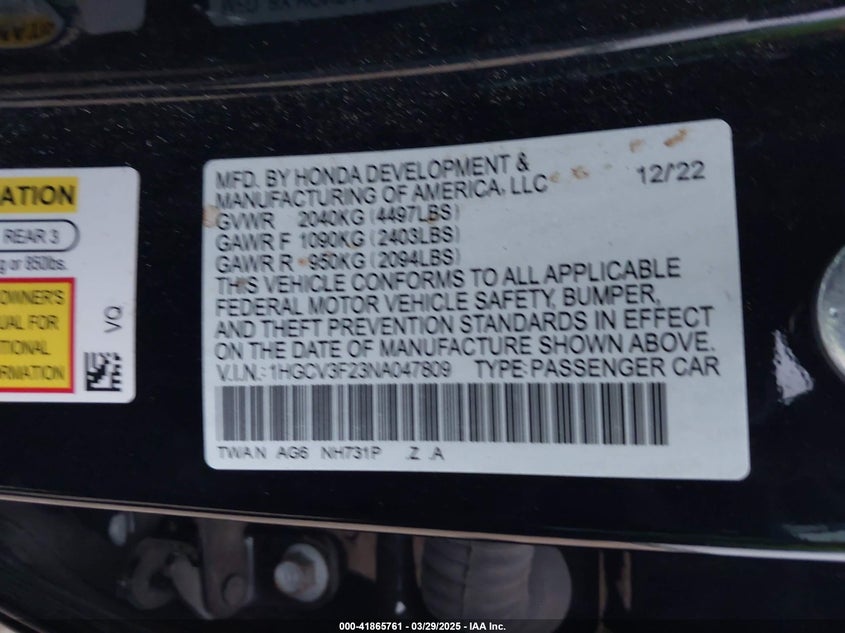 ATION
REAR 3
g or 850lbs.
OWNER'S
UAL FOR
TIONAL
ORMATION
VQ
MFD. BY HONDA DEVELOPMENT &
MANUFACTURING OF AMERICA, LLC 12/22
GVWR 2040KG (4497LBS)
GAWR F 1090KG (2403LBS)
GAWR R 950KG (2094LBS)
THIS VEHICLE CONFORMS TO ALL APPLICABLE
FEDERAL MOTOR VEHICLE SAFETY, BUMPER,
AND THEFT PREVENTION STANDARDS IN EFFECT
ON THE DATE OF MANUFACTURE SHOWN ABOVE.
V.I.N.: 1HGCV3F23NA047809 TYPE: PASSENGER CAR
TWAN AG6 NH731P .Z .A
000-41865761 - 03/29/2025 - IAA Inc.